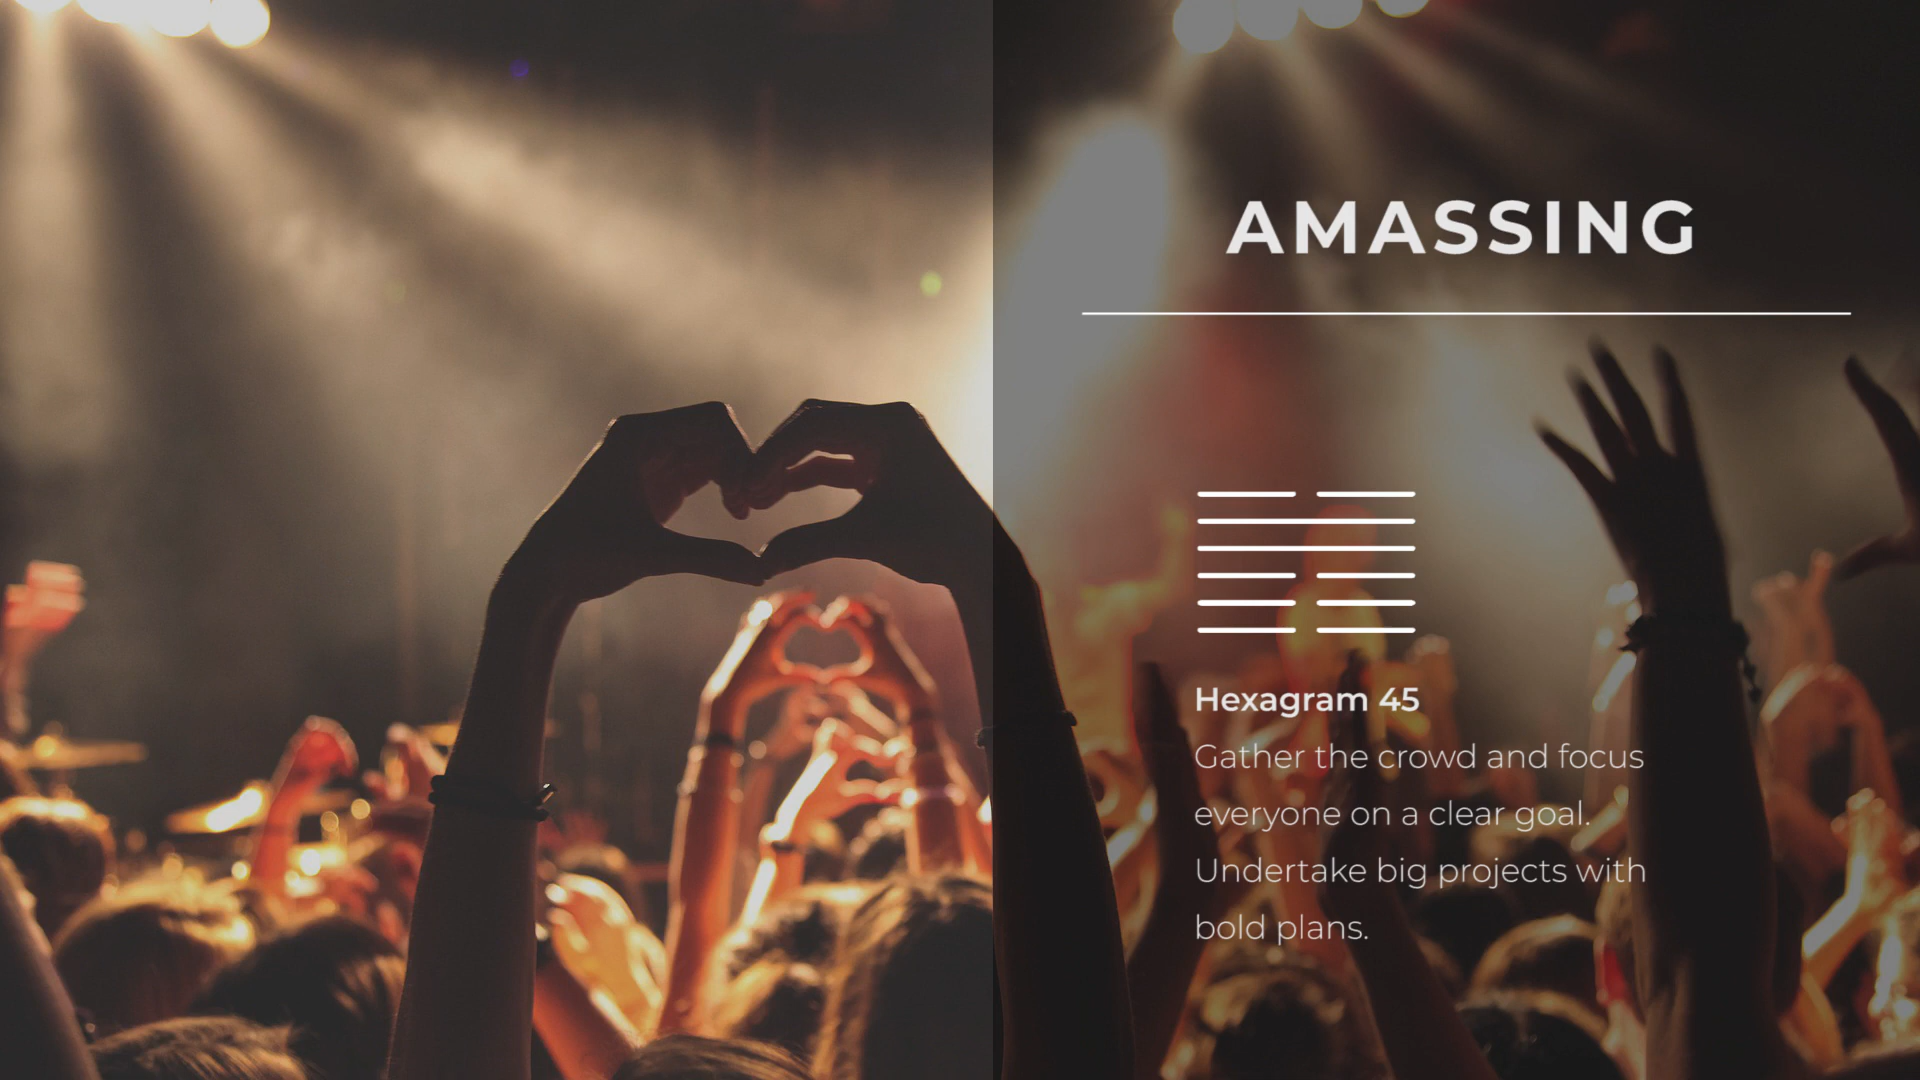 AMASSING
Hexagram 45
Gather the crowd and focus
everyone on a clear goal.
Undertake big projects with
bold plans.